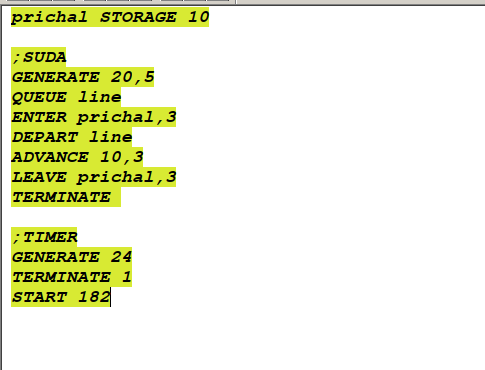 prichal STORAGE 10
;SUDA
GENERATE 20,5
QUEUE line
ENTER prichal,3
DEPART line
ADVANCE 10,3
LEAVE prichal,3
TERMINATE
;TIMER
GENERATE 24
TERMINATE 1
START 182